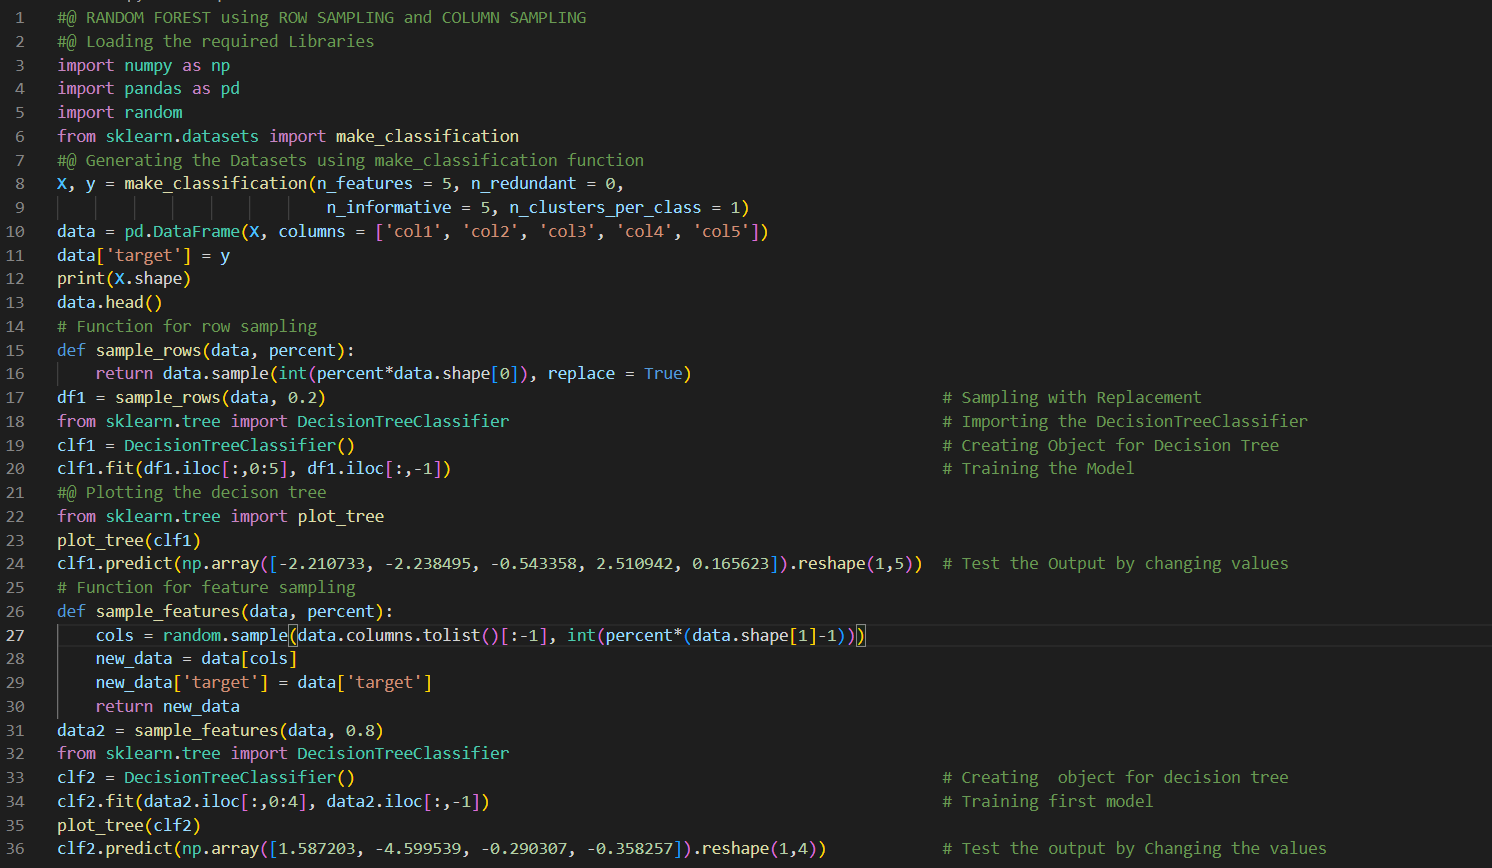 1 #@ RANDOM FOREST using ROW SAMPLING and COLUMN SAMPLING
2 #@ Loading the required Libraries
3 import numpy as np
4 import pandas as pd
5 import random
6 from sklearn.datasets import make_classification
7 #@ Generating the Datasets using make_classification function
8 X, y = make_classification(n_features = 5, n_redundant = 0,
9                             n_informative = 5, n_clusters_per_class = 1)
10 data = pd.DataFrame(X, columns = ['col1', 'col2', 'col3', 'col4', 'col5'])
11 data['target'] = y
12 print(X.shape)
13 data.head()
14 # Function for row sampling
15 def sample_rows(data, percent):
16     return data.sample(int(percent*data.shape[0]), replace = True)
17 df1 = sample_rows(data, 0.2) # Sampling with Replacement
18 from sklearn.tree import DecisionTreeClassifier # Importing the DecisionTreeClassifier
19 clf1 = DecisionTreeClassifier() # Creating Object for Decision Tree
20 clf1.fit(df1.iloc[:,0:5], df1.iloc[:,-1]) # Training the Model
21 #@ Plotting the decison tree
22 from sklearn.tree import plot_tree
23 plot_tree(clf1)
24 clf1.predict(np.array([-2.210733, -2.238495, -0.543358, 2.510942, 0.165623]).reshape(1,5)) # Test the Output by changing values
25 # Function for feature sampling
26 def sample_features(data, percent):
27     cols = random.sample(data.columns.tolist()[:-1], int(percent*(data.shape[1]-1)))
28     new_data = data[cols]
29     new_data['target'] = data['target']
30     return new_data
31 data2 = sample_features(data, 0.8)
32 from sklearn.tree import DecisionTreeClassifier
33 clf2 = DecisionTreeClassifier() # Creating  object for decision tree
34 clf2.fit(data2.iloc[:,0:4], data2.iloc[:,-1]) # Training first model
35 plot_tree(clf2)
36 clf2.predict(np.array([1.587203, -4.599539, -0.290307, -0.358257]).reshape(1,4)) # Test the output by Changing the values